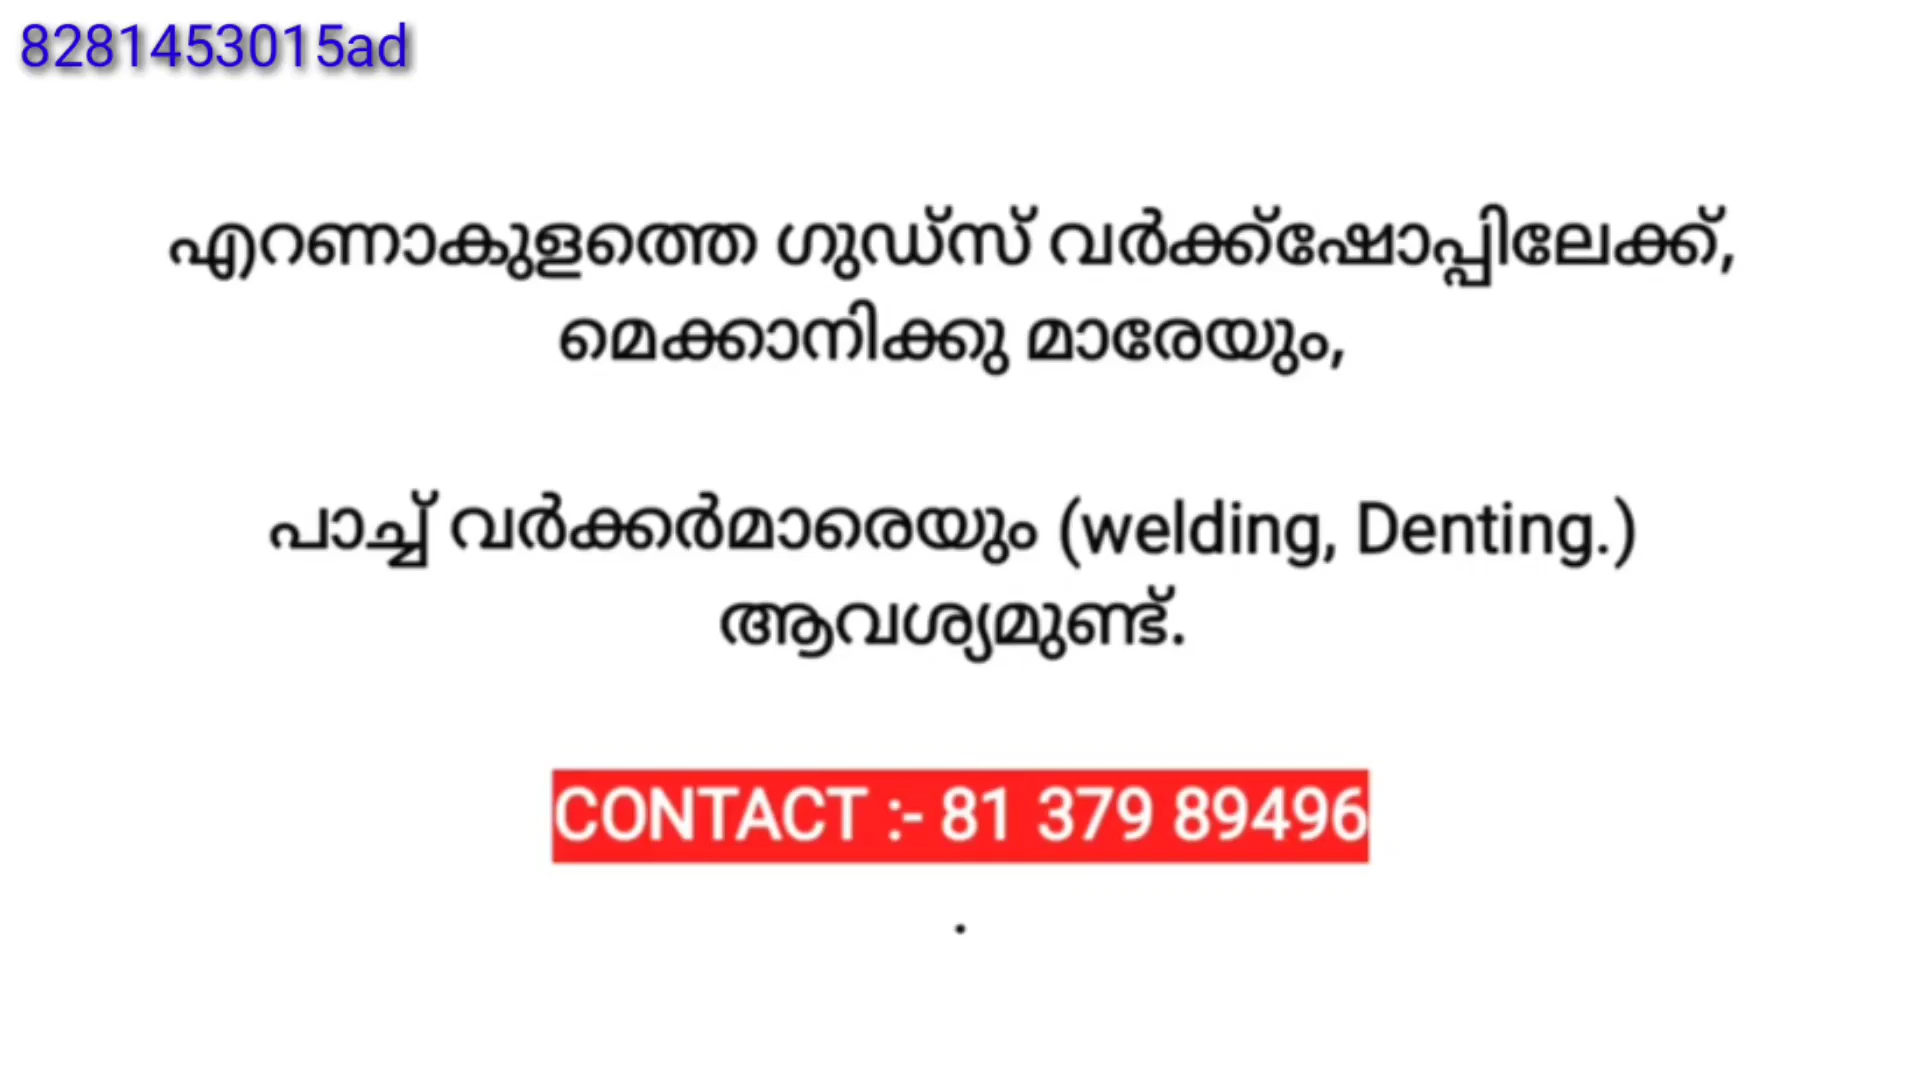 8281453015ad
എറണാകുളത്തെ ഗുഡ്സ് വർക്ക്ഷോപ്പിലേക്ക്,
മെക്കാനിക്കു മാരേയും,
പാച്ച് വർക്കർമാരെയും (welding, Denting.)
ആവശ്യമുണ്ട്.
CONTACT :- 81 379 89496
.